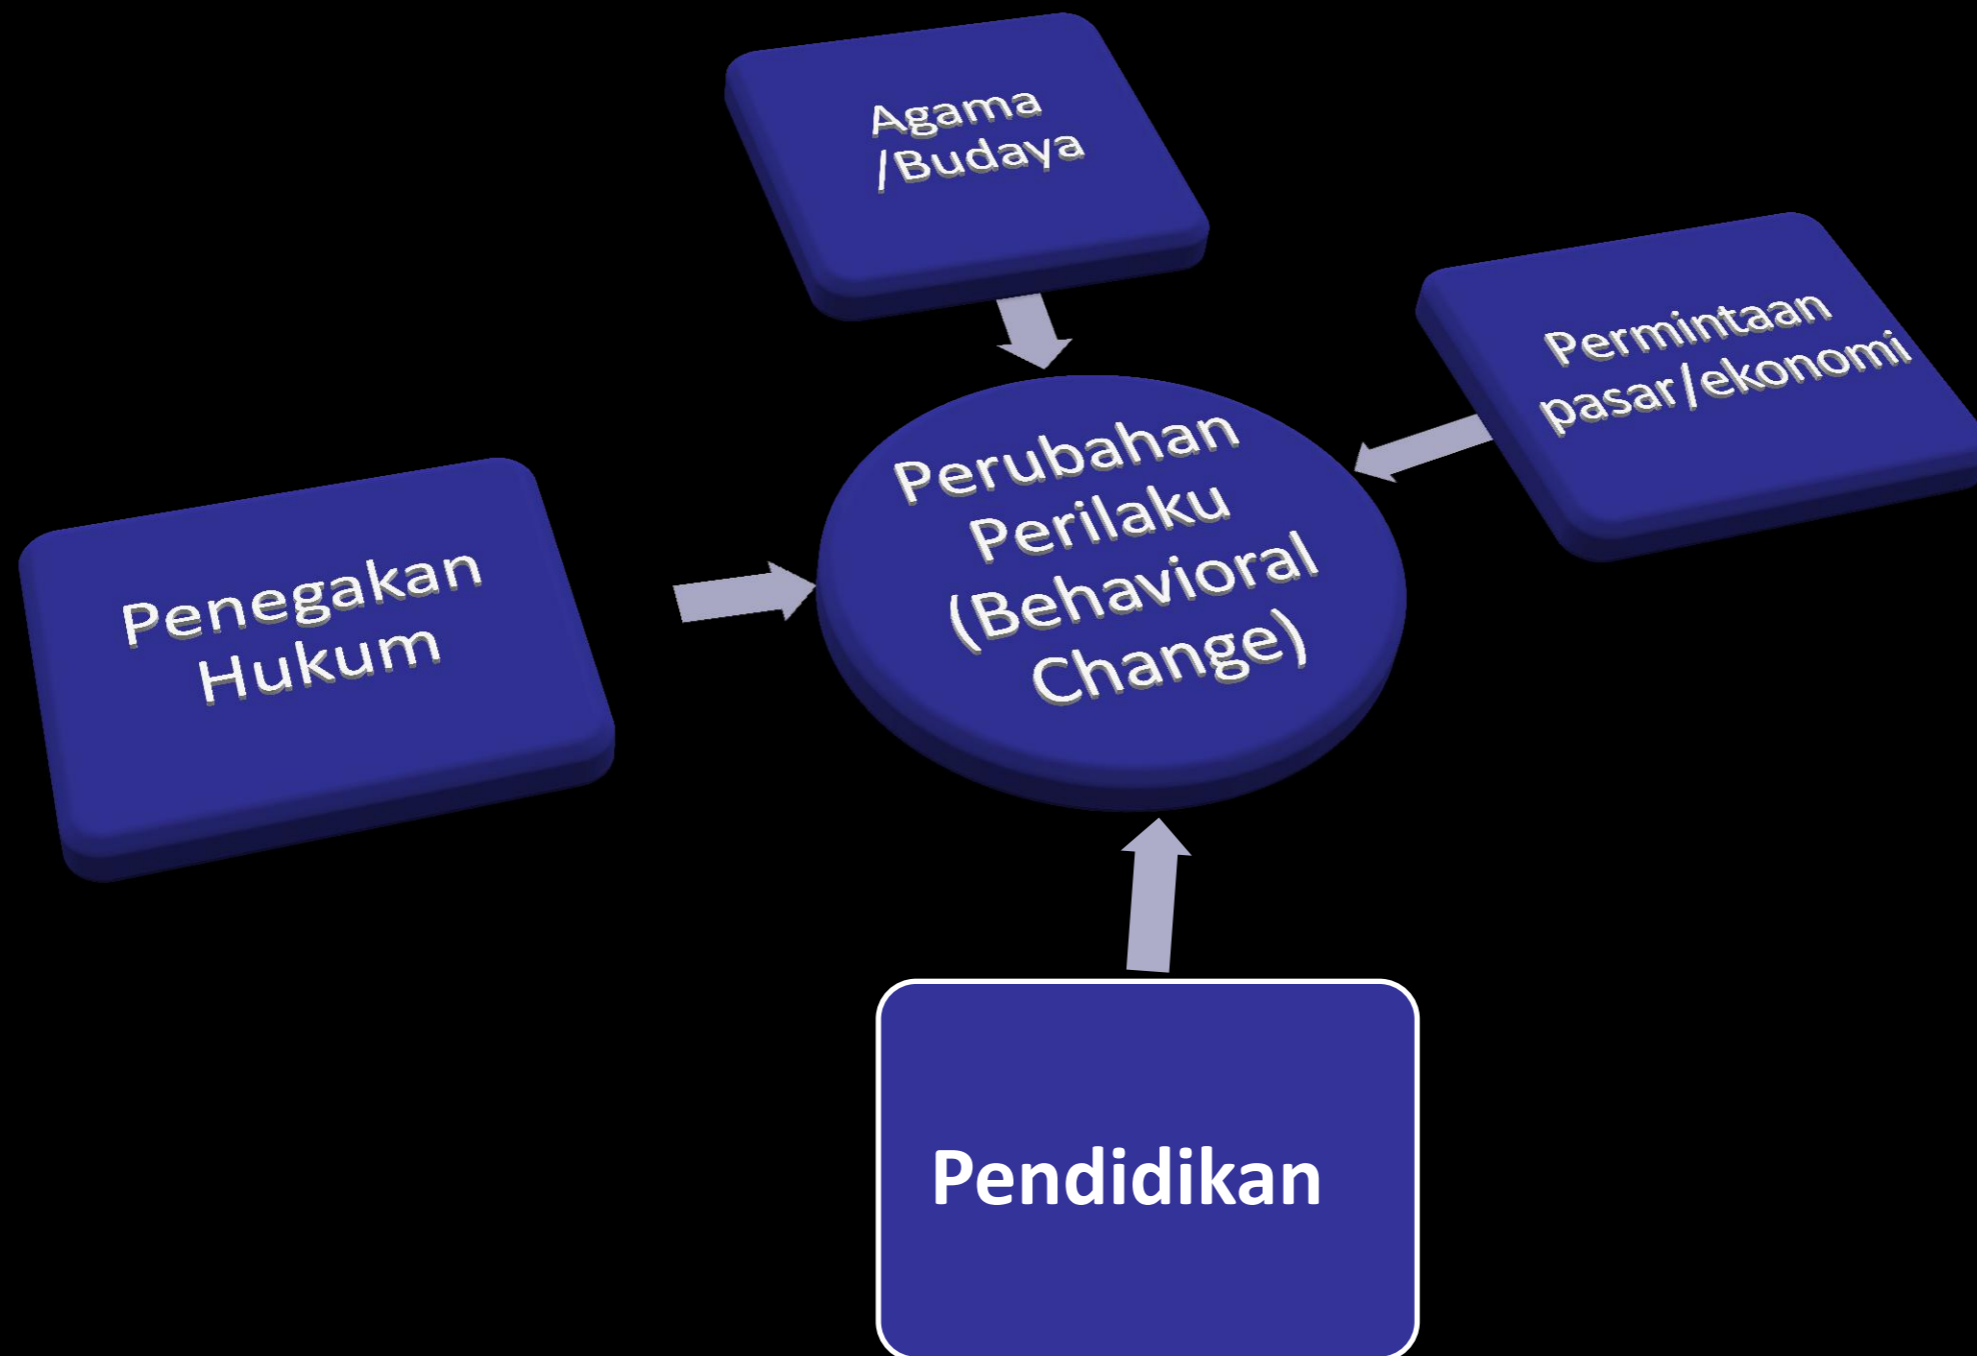 Agama
/Budaya
Permintaan
pasar/ekonomi
Perubahan
Perilaku
(Behavioral
Change)
Penegakan
Hukum
Pendidikan